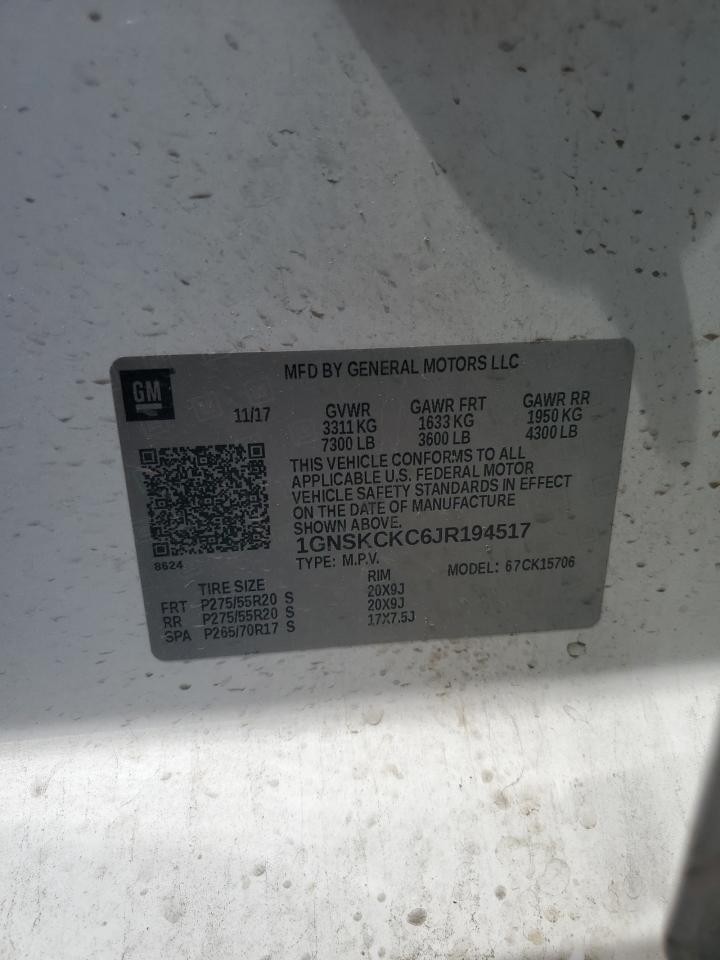 MFD BY GENERAL MOTORS LLC
GM
11/17
GVWR
3311 KG
7300 LB
GAWR FRT
1633 KG
3600 LB
GAWR RR
1950 KG
4300 LB
THIS VEHICLE CONFORMS TO ALL
APPLICABLE U.S. FEDERAL MOTOR
VEHICLE SAFETY STANDARDS IN EFFECT
ON THE DATE OF MANUFACTURE
SHOWN ABOVE.
1GNSKCKC6JR194517
8624
TYPE: M.P.V.
MODEL: 67CK15706
TIRE SIZE RIM
FRT P275/55R20 S 20X9J
RR P275/55R20 S 20X9J
SPA P265/70R17 S 17X7.5J